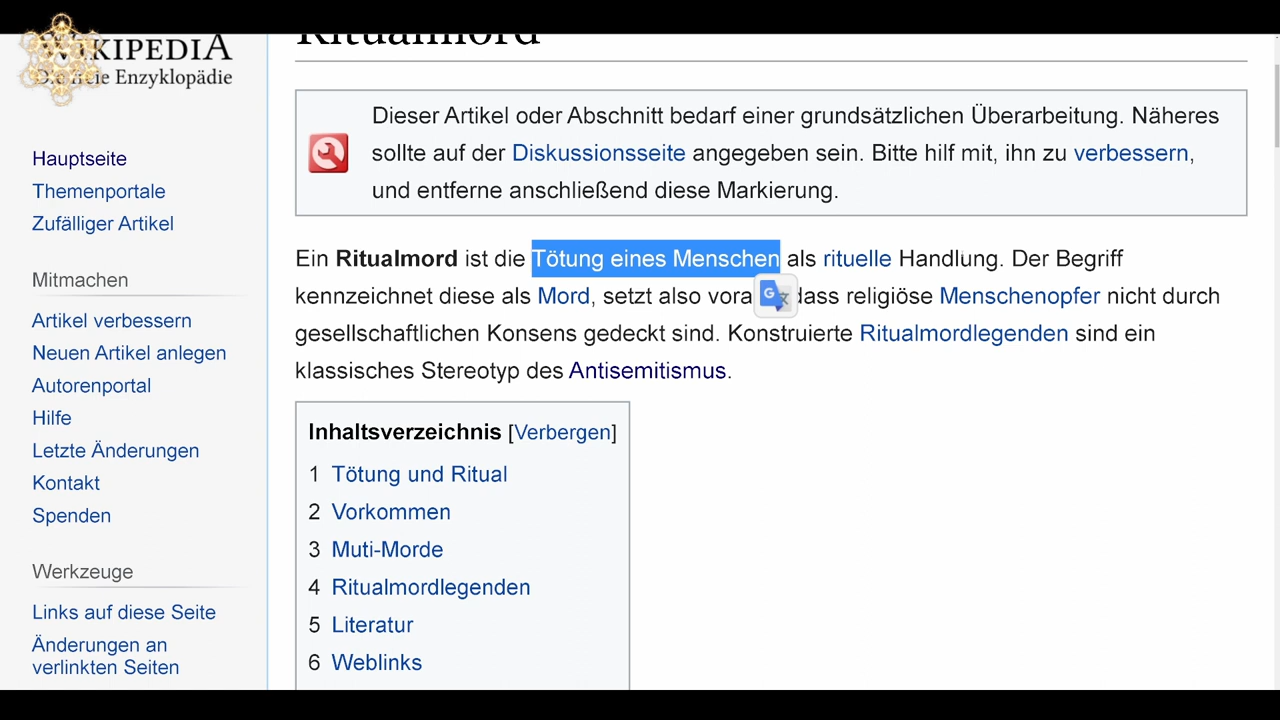 WIKIPEDIA
Die freie Enzyklopädie
Hauptseite
Themenportale
Zufälliger Artikel
Mitmachen
Artikel verbessern
Neuen Artikel anlegen
Autorenportal
Hilfe
Letzte Änderungen
Kontakt
Spenden
Werkzeuge
Links auf diese Seite
Änderungen an
verlinkten Seiten
Ritualmord
Dieser Artikel oder Abschnitt bedarf einer grundsätzlichen Überarbeitung. Näheres
sollte auf der Diskussionsseite angegeben sein. Bitte hilf mit, ihn zu verbessern,
und entferne anschließend diese Markierung.
Ein Ritualmord ist die Tötung eines Menschen als rituelle Handlung. Der Begriff
kennzeichnet diese als Mord, setzt also vora dass religiöse Menschenopfer nicht durch
gesellschaftlichen Konsens gedeckt sind. Konstruierte Ritualmordlegenden sind ein
klassisches Stereotyp des Antisemitismus.
Inhaltsverzeichnis [Verbergen]
1 Tötung und Ritual
2 Vorkommen
3 Muti-Morde
4 Ritualmordlegenden
5 Literatur
6 Weblinks